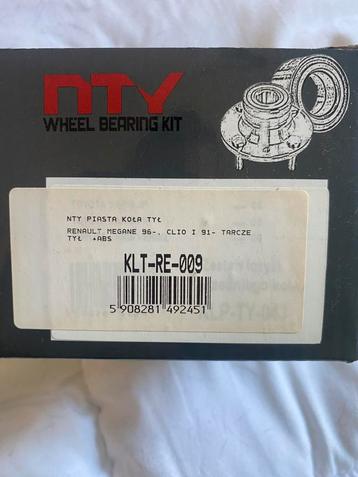 NTY
WHEEL BEARING KIT
NTY PIASTA KOŁA TYŁ
RENAULT MEGANE 96-, CLIO I 91- TARCZE
TYŁ +ABS
KLT-RE-009
5 908281 492451